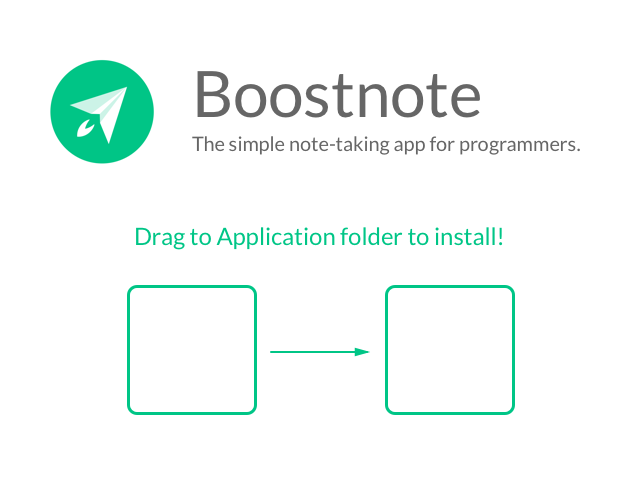 Boostnote
The simple note-taking app for programmers.
Drag to Application folder to install!